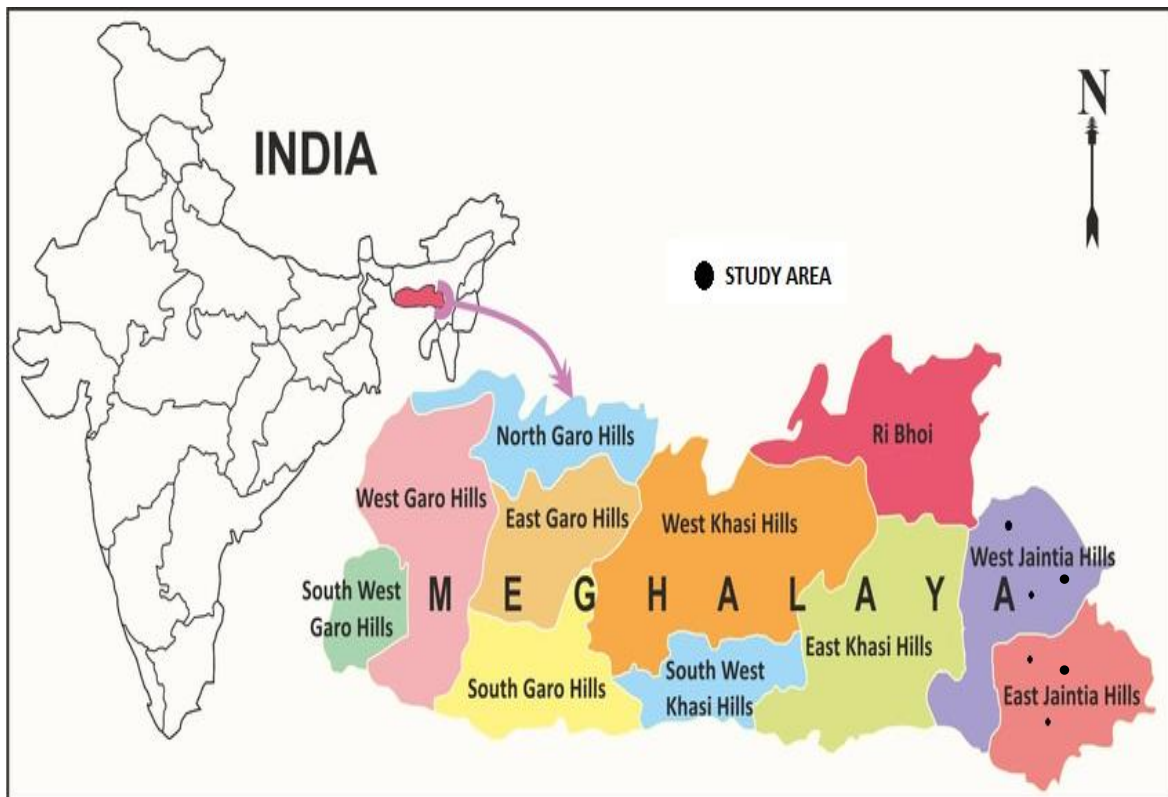 INDIA
N
STUDY AREA
North Garo Hills
Ri Bhoi
West Garo Hills
East Garo Hills
West Khasi Hills
West Jaintia Hills
South West
Garo Hills
MEGHALAYA
East Khasi Hills
South Garo Hills
South West
Khasi Hills
East Jaintia Hills